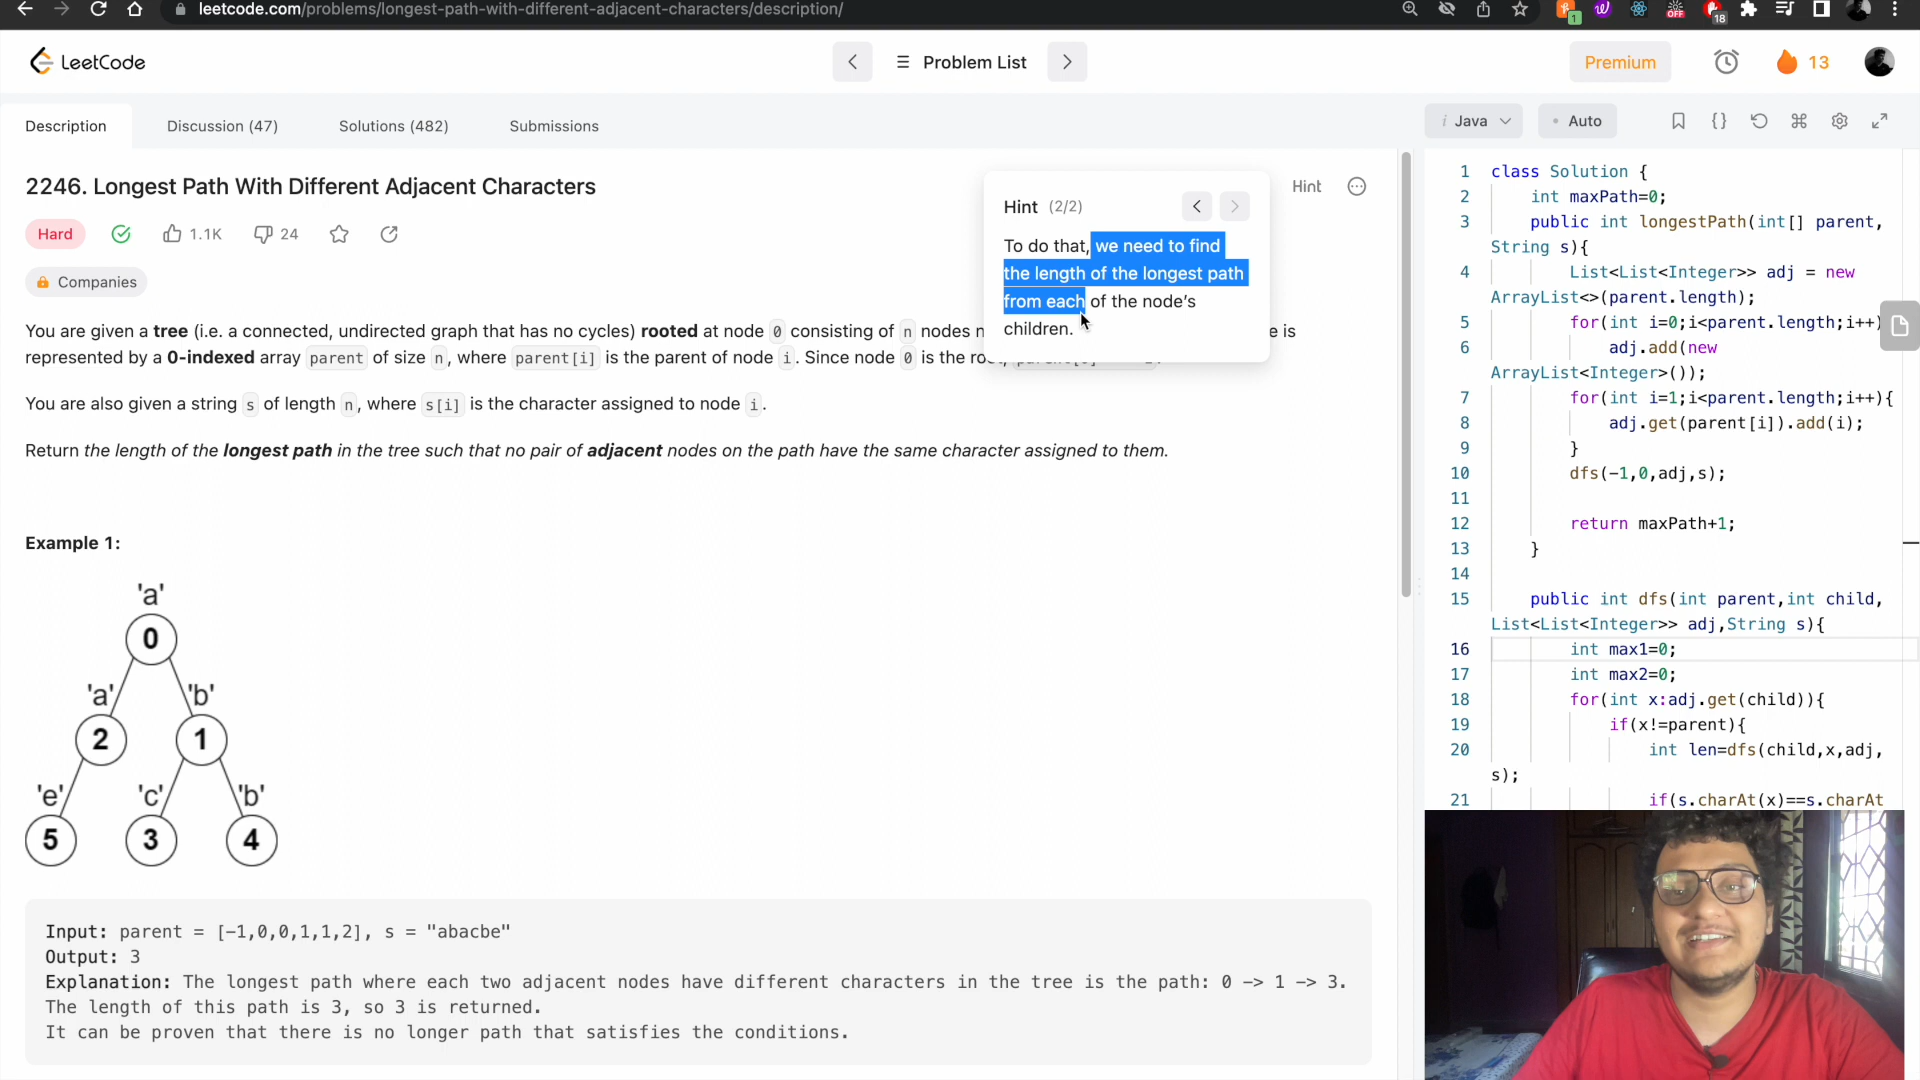 leetcode.com/problems/longest-path-with-different-adjacent-characters/description/
1
OFF
18
LeetCode
Problem List
Premium
13
Description
Discussion (47)
Solutions (482)
Submissions
i Java
Auto
2246. Longest Path With Different Adjacent Characters
Hint
Hard
1.1K
24
Companies
Hint (2/2)
To do that, we need to find
the length of the longest path
from each of the node's
children.
You are given a tree (i.e. a connected, undirected graph that has no cycles) rooted at node 0 consisting of n nodes n
e is
represented by a 0-indexed array parent of size n, where parent[i] is the parent of node i. Since node 0 is the root,
You are also given a string s of length n, where s[i] is the character assigned to node i.
Return the length of the longest path in the tree such that no pair of adjacent nodes on the path have the same character assigned to them.
Example 1:
'a'
0
'a' 'b'
2 1
'e' 'c' 'b'
5 3 4
Input: parent = [-1,0,0,1,1,2], s = "abacbe"
Output: 3
Explanation: The longest path where each two adjacent nodes have different characters in the tree is the path: 0 -> 1 -> 3.
The length of this path is 3, so 3 is returned.
It can be proven that there is no longer path that satisfies the conditions.
1 class Solution {
2 int maxPath=0;
3 public int longestPath(int[] parent,
String s){
4 List<List<Integer>> adj = new
ArrayList<>(parent.length);
5 for(int i=0;i<parent.length;i++)
6 adj.add(new
ArrayList<Integer>());
7 for(int i=1;i<parent.length;i++){
8 adj.get(parent[i]).add(i);
9 }
10 dfs(-1,0,adj,s);
11
12 return maxPath+1;
13 }
14
15 public int dfs(int parent,int child,
List<List<Integer>> adj,String s){
16 int max1=0;
17 int max2=0;
18 for(int x:adj.get(child)){
19 if(x!=parent){
20 int len=dfs(child,x,adj,
s);
21 if(s.charAt(x)==s.charAt